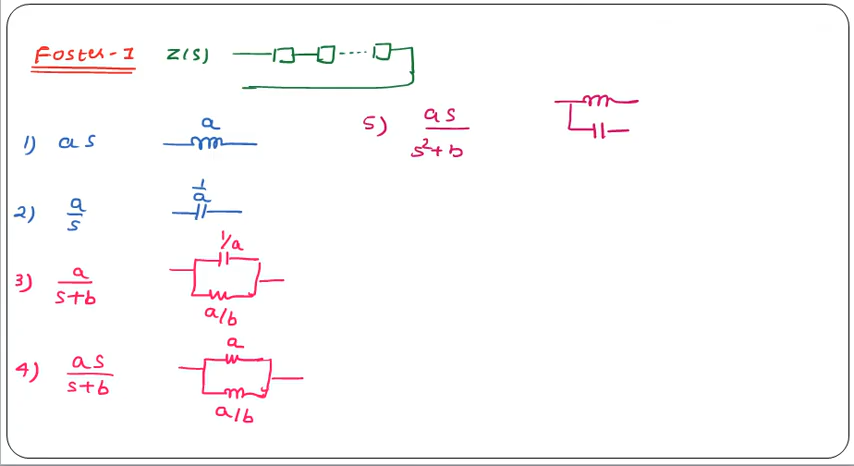 Foster-I Z(s)
1) as a
2) a/s 1/a
3) a/(s+b) 1/a a/b
4) as/(s+b) a a/b
5) as/(s²+b)